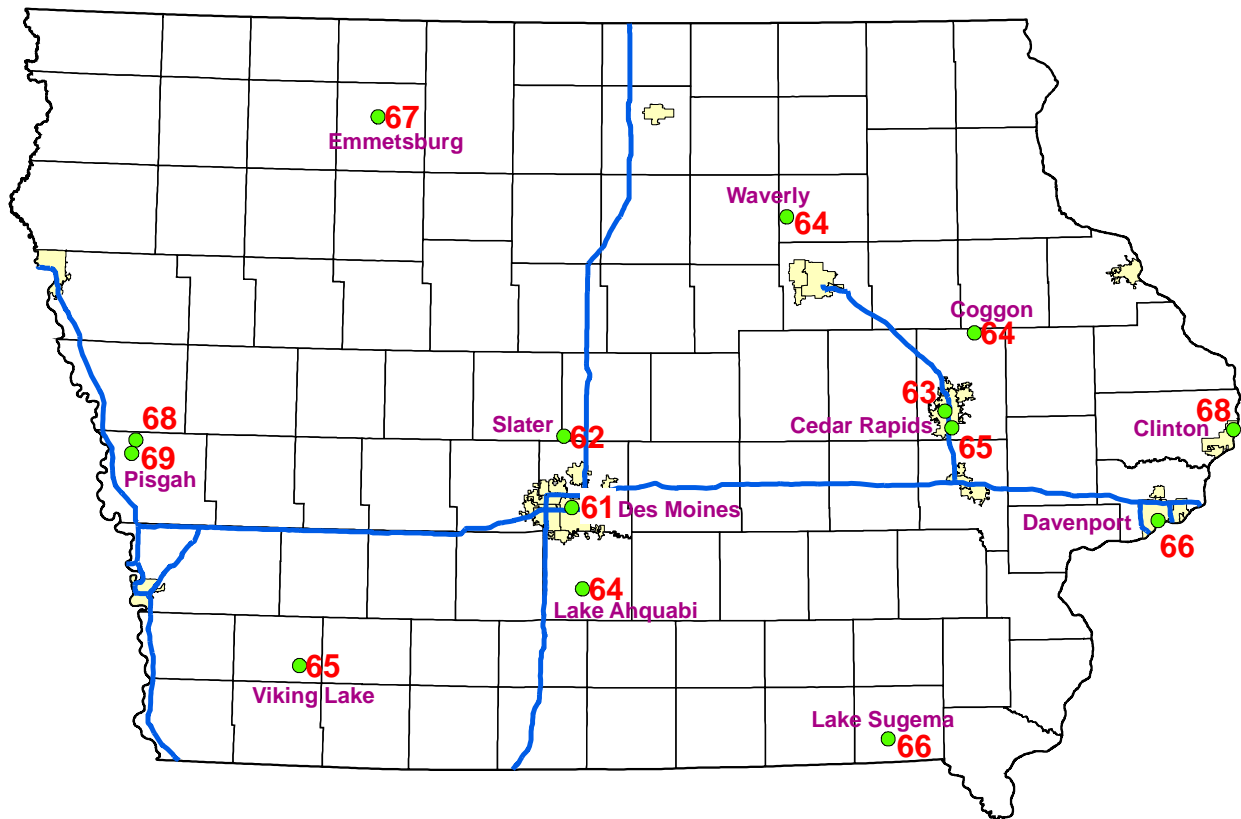 67
Emmetsburg
Waverly
64
Coggon
64
63
Cedar Rapids
65
68
Clinton
Slater
62
68
69
Pisgah
61
Des Moines
Davenport
66
64
Lake Ahquabi
65
Viking Lake
Lake Sugema
66